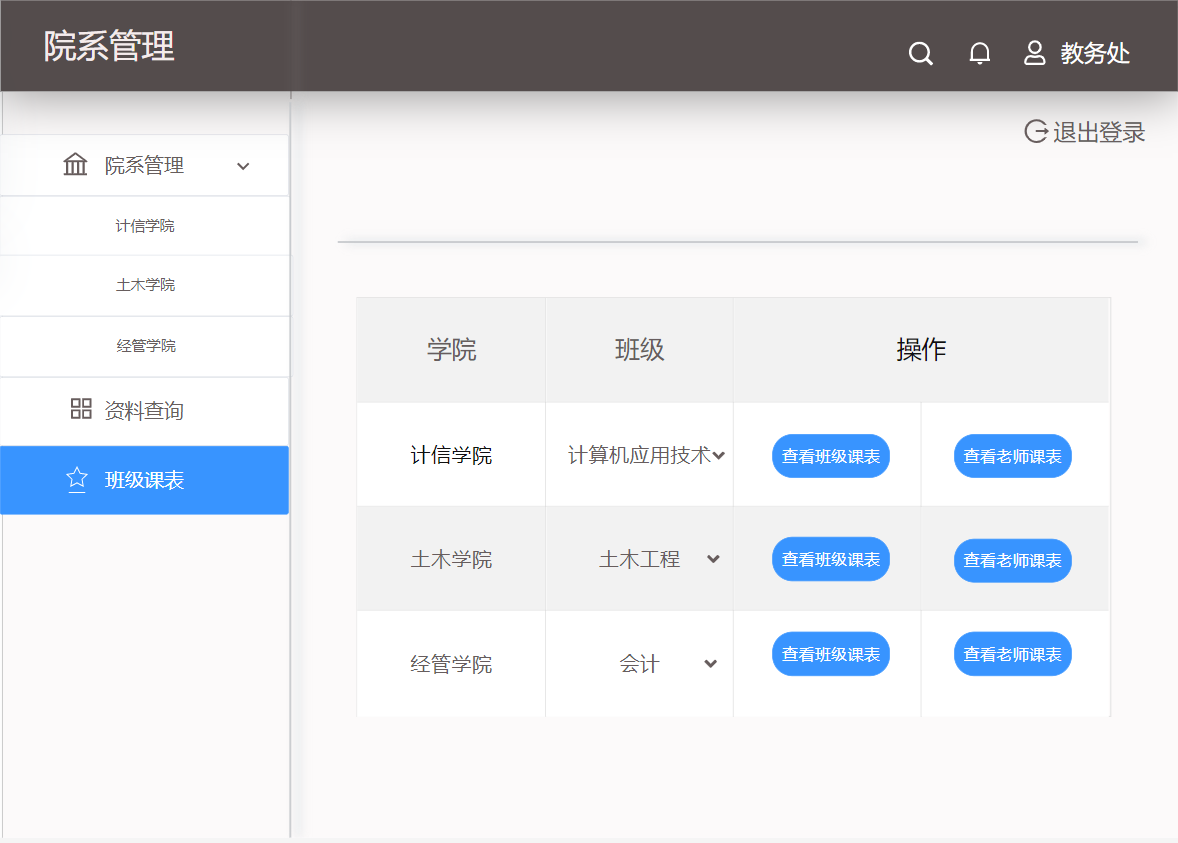 院系管理
教务处
退出登录
院系管理
计信学院
土木学院
经管学院
资料查询
班级课表
学院 班级 操作
计信学院 计算机应用技术 查看班级课表 查看老师课表
土木学院 土木工程 查看班级课表 查看老师课表
经管学院 会计 查看班级课表 查看老师课表